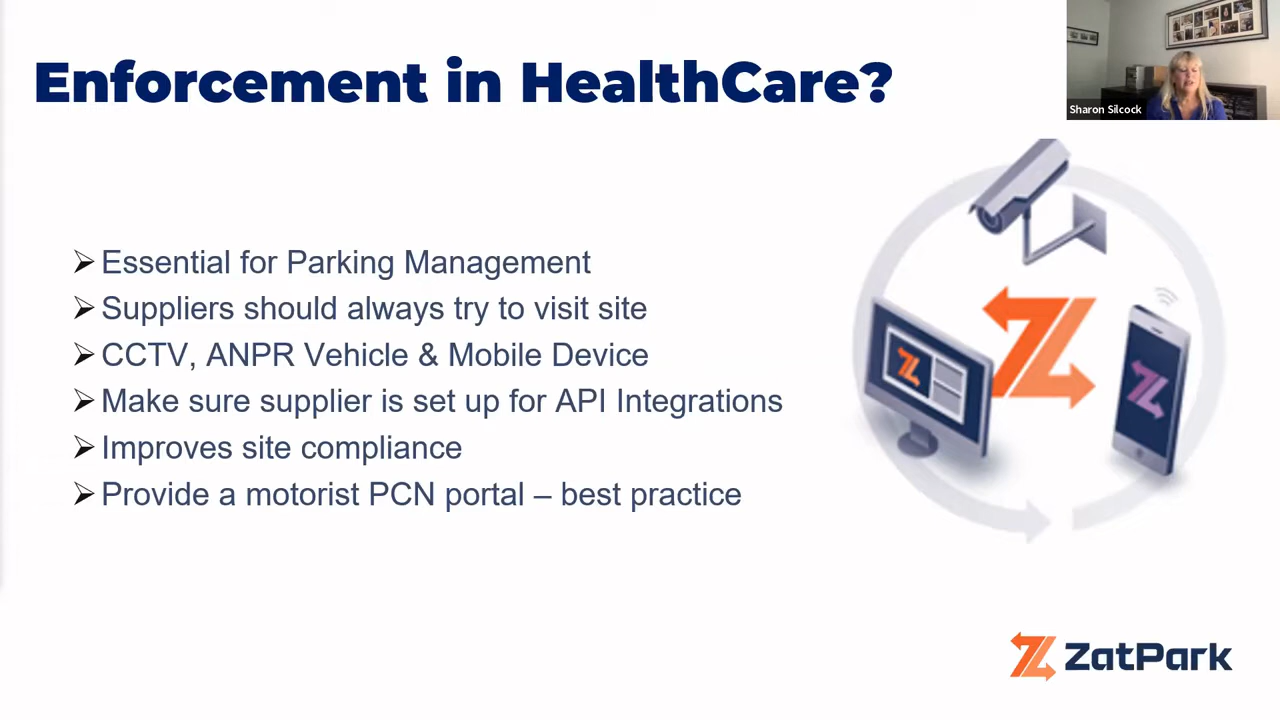 Enforcement in HealthCare?
Sharon Silcock
➢ Essential for Parking Management
➢ Suppliers should always try to visit site
➢ CCTV, ANPR Vehicle & Mobile Device
➢ Make sure supplier is set up for API Integrations
➢ Improves site compliance
➢ Provide a motorist PCN portal – best practice
ZatPark